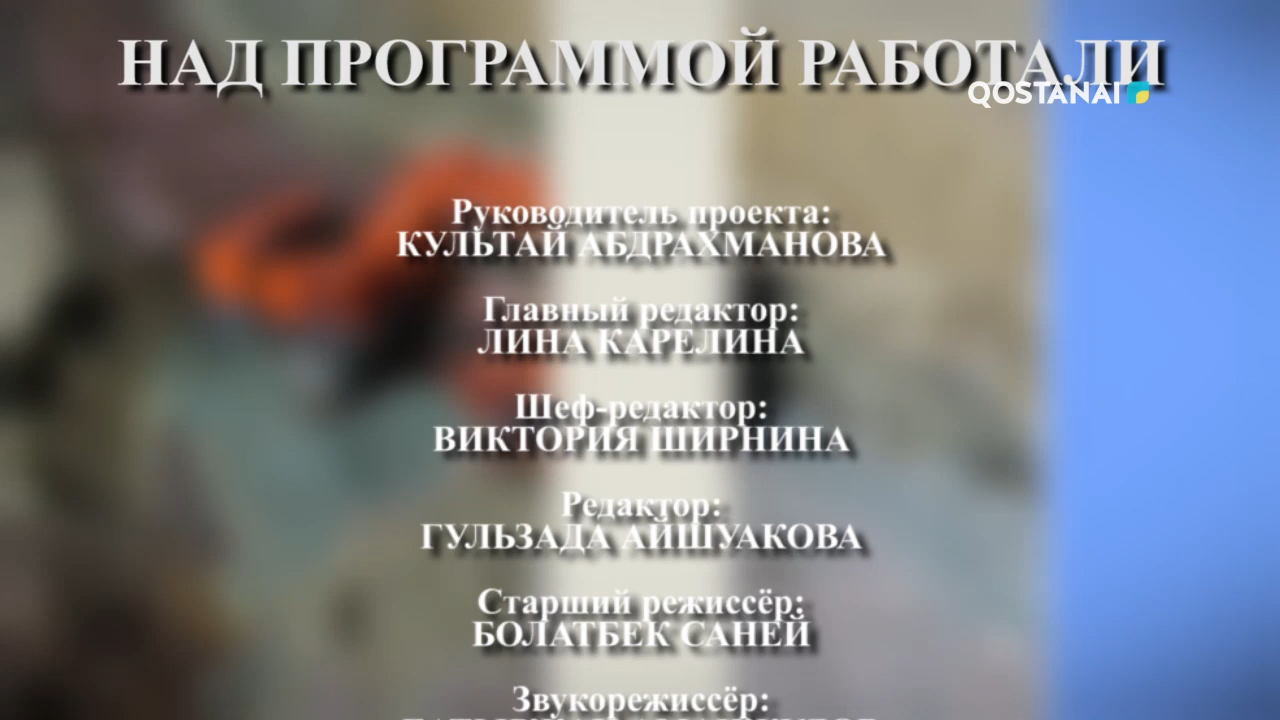 НАД ПРОГРАММОЙ РАБОТАЛИ
QOSTANAI
Руководитель проекта:
КУЛЬТАЙ АБДРАХМАНОВА
Главный редактор:
ЛИНА КАРЕЛИНА
Шеф-редактор:
ВИКТОРИЯ ШИРНИНА
Редактор:
ГУЛЬЗАДА АЙШУАКОВА
Старший режиссёр:
БОЛАТБЕК САНЕЙ
Звукорежиссёр: